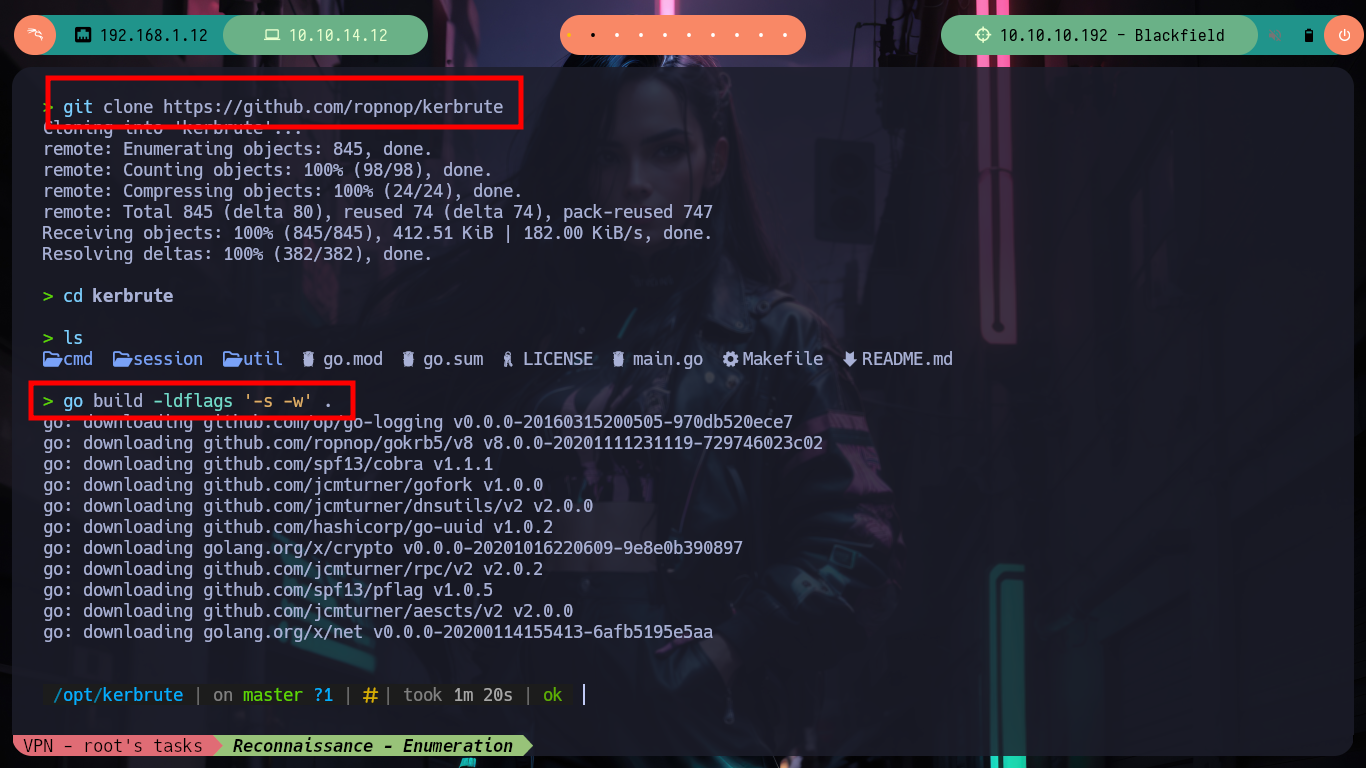 192.168.1.12 10.10.14.12 10.10.10.192 - Blackfield
> git clone https://github.com/ropnop/kerbrute
Cloning into 'kerbrute'...
remote: Enumerating objects: 845, done.
remote: Counting objects: 100% (98/98), done.
remote: Compressing objects: 100% (24/24), done.
remote: Total 845 (delta 80), reused 74 (delta 74), pack-reused 747
Receiving objects: 100% (845/845), 412.51 KiB | 182.00 KiB/s, done.
Resolving deltas: 100% (382/382), done.
> cd kerbrute
> ls
cmd session util go.mod go.sum LICENSE main.go Makefile README.md
> go build -ldflags '-s -w' .
go: downloading github.com/op/go-logging v0.0.0-20160315200505-970db520ece7
go: downloading github.com/ropnop/gokrb5/v8 v8.0.0-20201111231119-729746023c02
go: downloading github.com/spf13/cobra v1.1.1
go: downloading github.com/jcmturner/gofork v1.0.0
go: downloading github.com/jcmturner/dnsutils/v2 v2.0.0
go: downloading github.com/hashicorp/go-uuid v1.0.2
go: downloading golang.org/x/crypto v0.0.0-20201016220609-9e8e0b390897
go: downloading github.com/jcmturner/rpc/v2 v2.0.2
go: downloading github.com/spf13/pflag v1.0.5
go: downloading github.com/jcmturner/aescts/v2 v2.0.0
go: downloading golang.org/x/net v0.0.0-20200114155413-6afb5195e5aa
/opt/kerbrute | on master ?1 | # | took 1m 20s | ok
VPN - root's tasks Reconnaissance - Enumeration